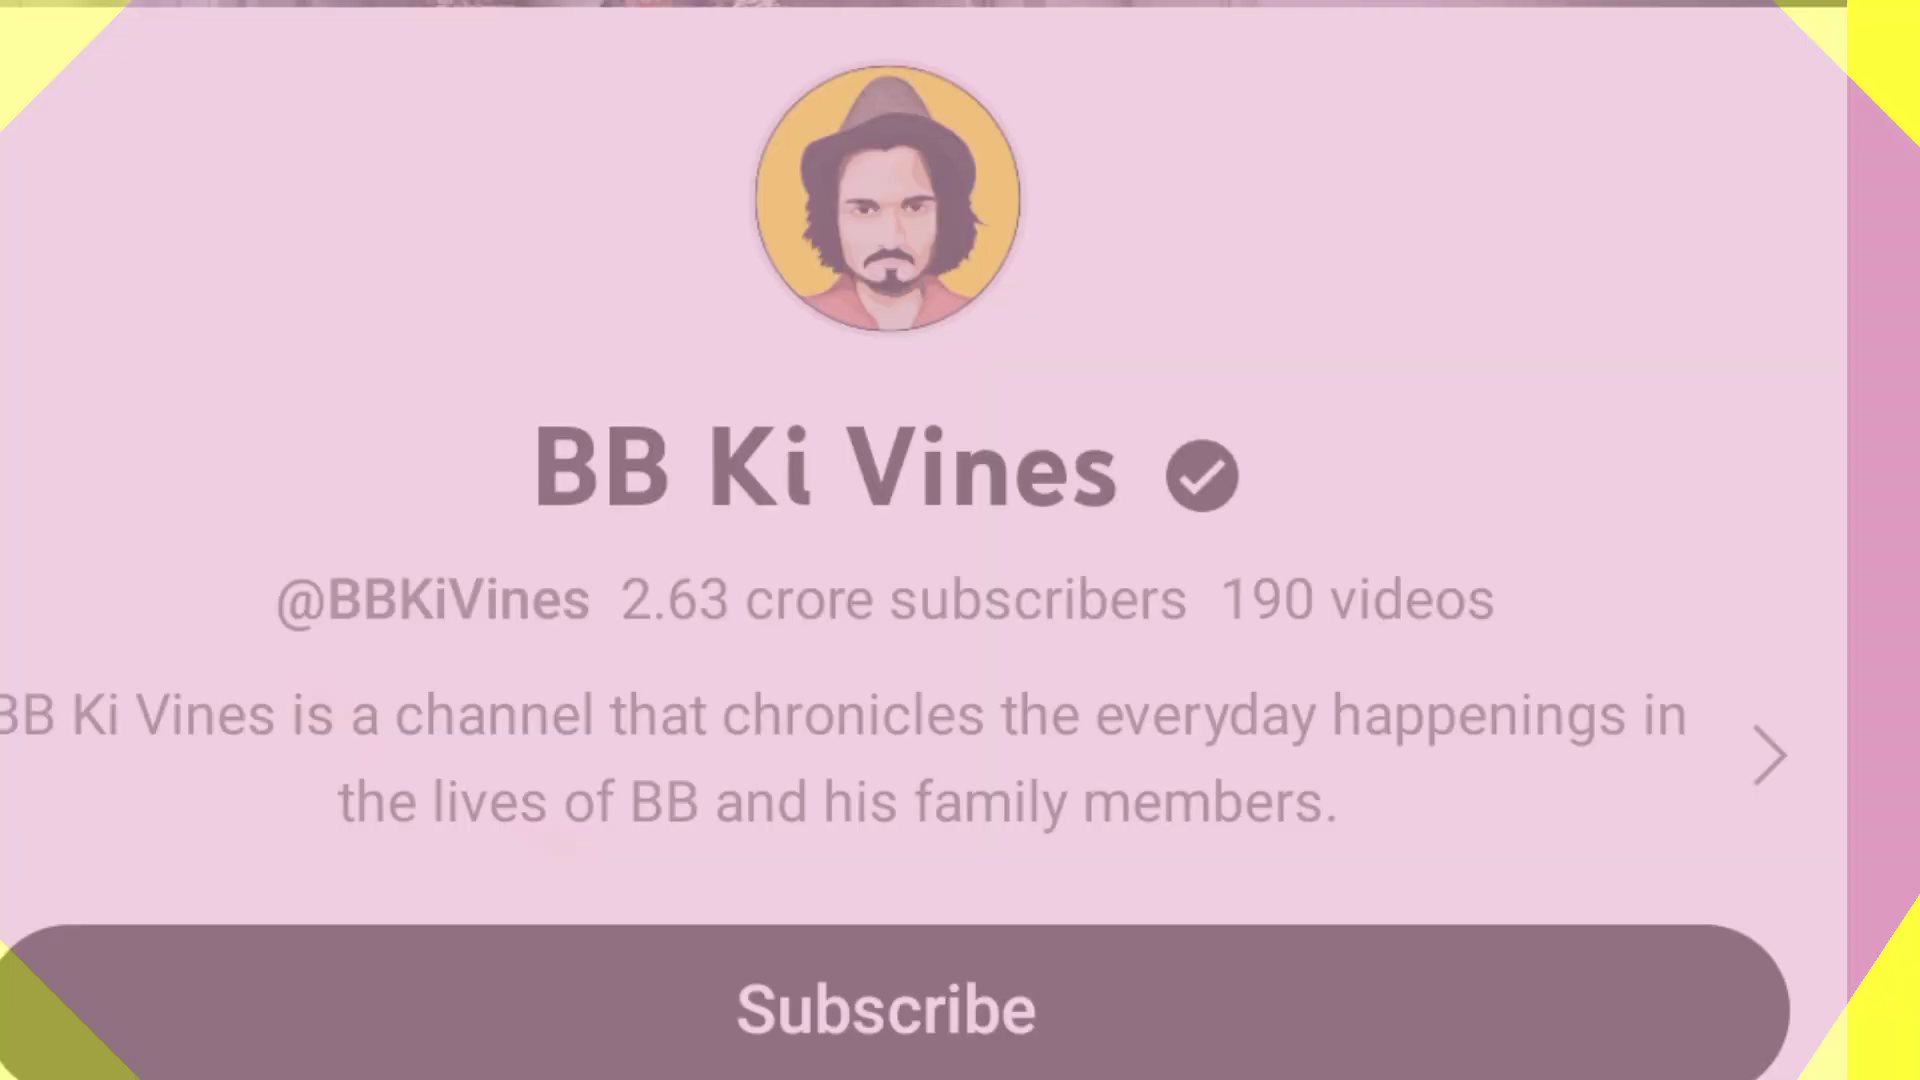 BB Ki Vines
@BBKiVines 2.63 crore subscribers 190 videos
BB Ki Vines is a channel that chronicles the everyday happenings in
the lives of BB and his family members.
Subscribe